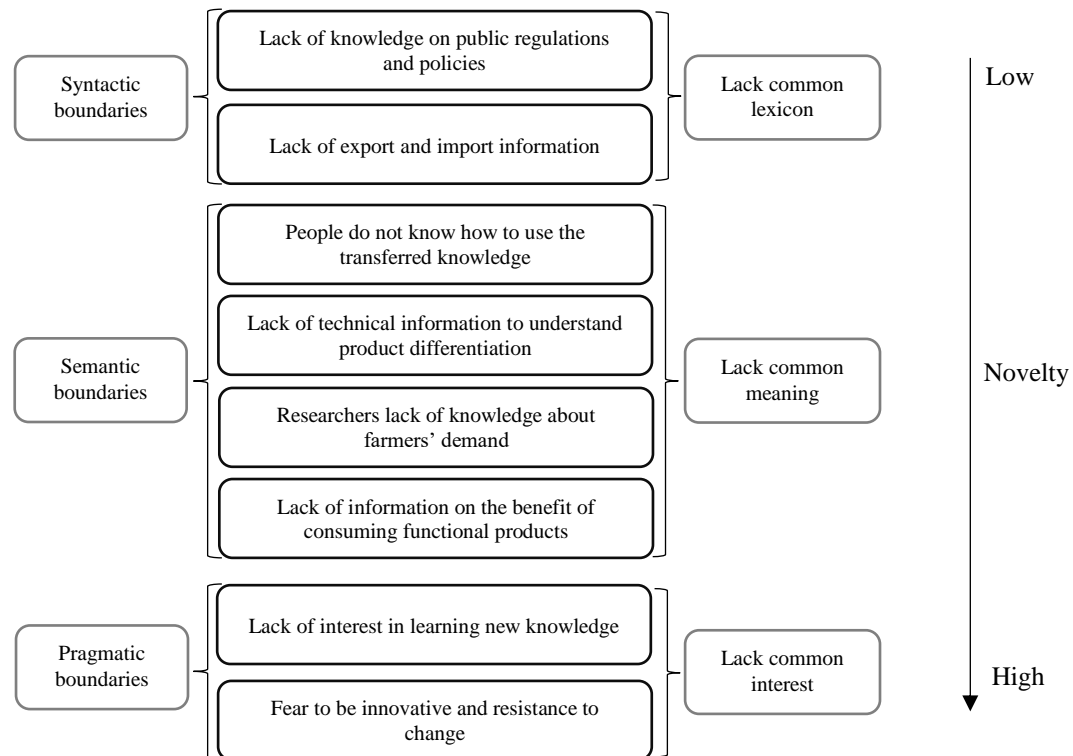 Syntactic
boundaries
Lack of knowledge on public regulations
and policies
Lack of export and import information
Lack common
lexicon
Low
Semantic
boundaries
People do not know how to use the
transferred knowledge
Lack of technical information to understand
product differentiation
Researchers lack of knowledge about
farmers’ demand
Lack of information on the benefit of
consuming functional products
Lack common
meaning
Novelty
Pragmatic
boundaries
Lack of interest in learning new knowledge
Fear to be innovative and resistance to
change
Lack common
interest
High